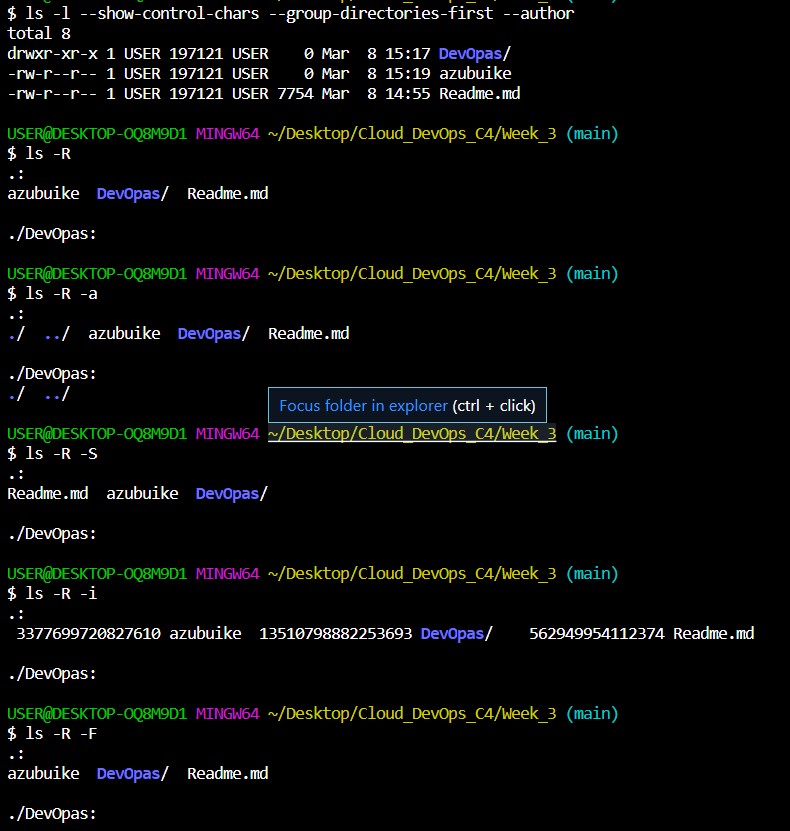 $ ls -l --show-control-chars --group-directories-first --author
total 8
drwxr-xr-x 1 USER 197121 USER    0 Mar  8 15:17 DevOpas/
-rw-r--r-- 1 USER 197121 USER    0 Mar  8 15:19 azubuike
-rw-r--r-- 1 USER 197121 USER 7754 Mar  8 14:55 Readme.md
USER@DESKTOP-OQ8M9D1 MINGW64 ~/Desktop/Cloud_DevOps_C4/Week_3 (main)
$ ls -R
.:
azubuike  DevOpas/  Readme.md
./DevOpas:
USER@DESKTOP-OQ8M9D1 MINGW64 ~/Desktop/Cloud_DevOps_C4/Week_3 (main)
$ ls -R -a
.:
./  ../  azubuike  DevOpas/  Readme.md
./DevOpas:
./  ../
Focus folder in explorer (ctrl + click)
USER@DESKTOP-OQ8M9D1 MINGW64 ~/Desktop/Cloud_DevOps_C4/Week_3 (main)
$ ls -R -S
.:
Readme.md  azubuike  DevOpas/
./DevOpas:
USER@DESKTOP-OQ8M9D1 MINGW64 ~/Desktop/Cloud_DevOps_C4/Week_3 (main)
$ ls -R -i
.:
 3377699720827610 azubuike  13510798882253693 DevOpas/    562949954112374 Readme.md
./DevOpas:
USER@DESKTOP-OQ8M9D1 MINGW64 ~/Desktop/Cloud_DevOps_C4/Week_3 (main)
$ ls -R -F
.:
azubuike  DevOpas/  Readme.md
./DevOpas: